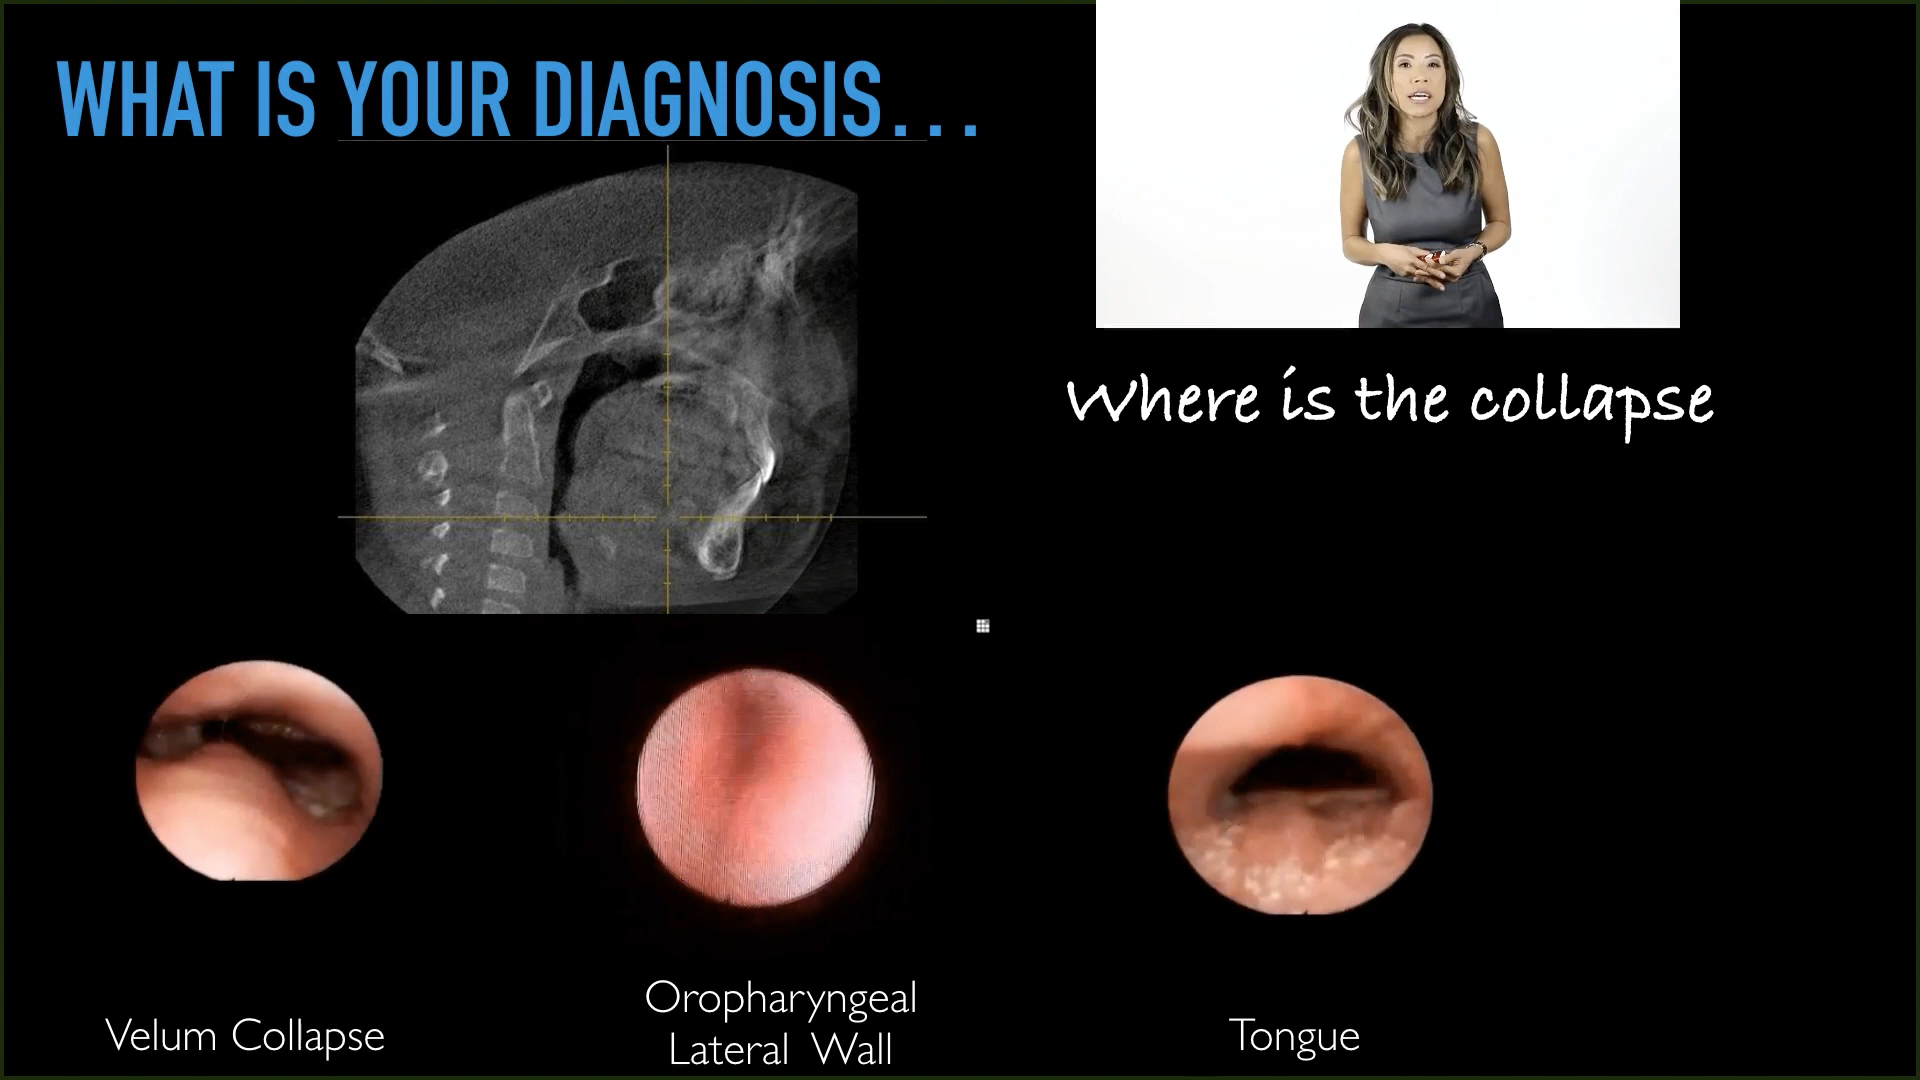 WHAT IS YOUR DIAGNOSIS...
Where is the collapse
Velum Collapse
Oropharyngeal
Lateral Wall
Tongue